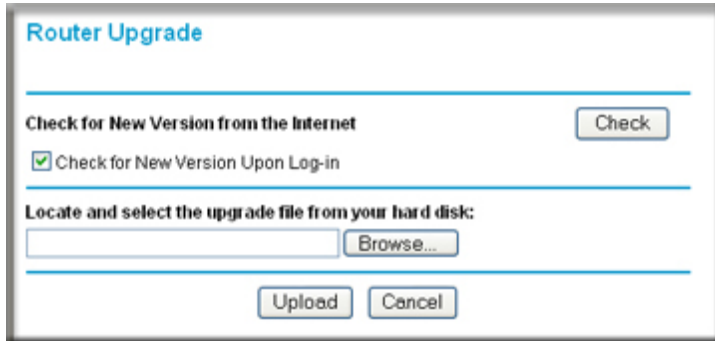 Router Upgrade
Check for New Version from the Internet Check
Check for New Version Upon Log-in
Locate and select the upgrade file from your hard disk:
Browse...
Upload Cancel